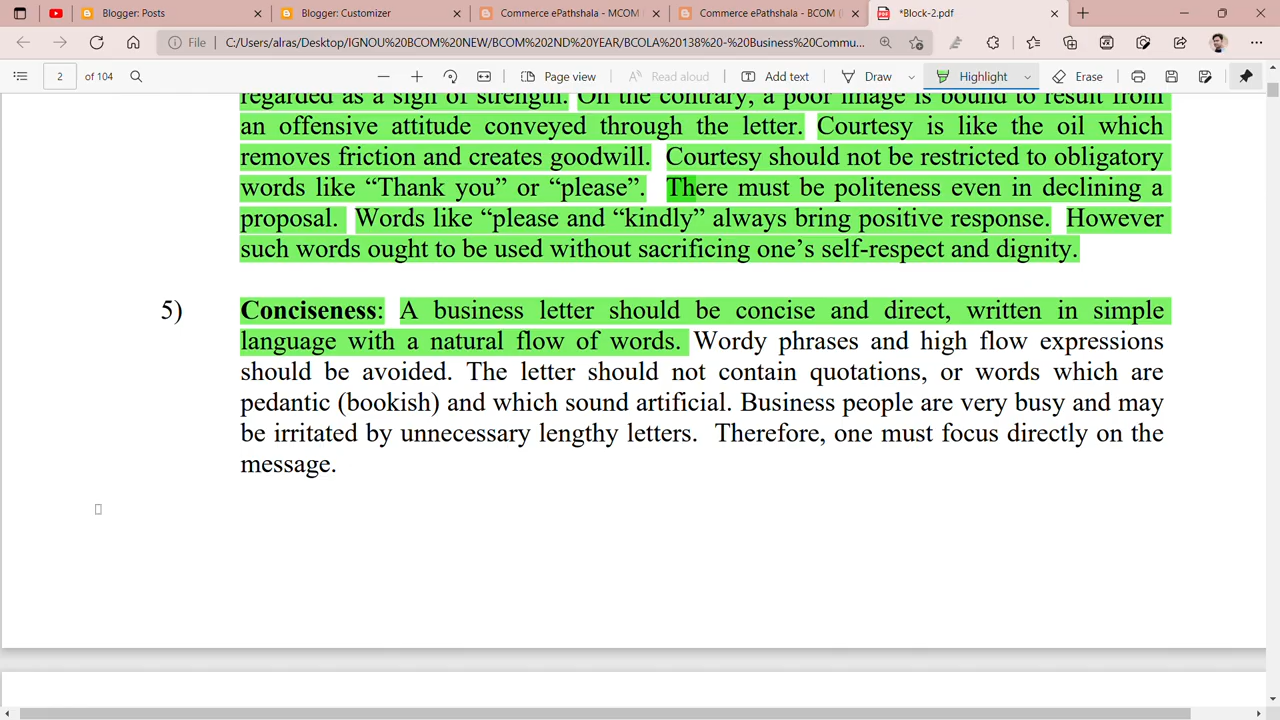 Blogger: Posts
Blogger: Customizer
Commerce ePathshala - MCOM
Commerce ePathshala - BCOM (
*Block-2.pdf
File
C:/Users/alras/Desktop/IGNOU%20BCOM%20NEW/BCOM%202ND%20YEAR/BCOLA%20138%20-%20Business%20Commu...
2 of 104
Page view
Read aloud
Add text
Draw
Highlight
Erase
regarded as a sign of strength. On the contrary, a poor image is bound to result from
an offensive attitude conveyed through the letter. Courtesy is like the oil which
removes friction and creates goodwill. Courtesy should not be restricted to obligatory
words like “Thank you” or “please”. There must be politeness even in declining a
proposal. Words like “please and “kindly” always bring positive response. However
such words ought to be used without sacrificing one’s self-respect and dignity.
5) Conciseness: A business letter should be concise and direct, written in simple
language with a natural flow of words. Wordy phrases and high flow expressions
should be avoided. The letter should not contain quotations, or words which are
pedantic (bookish) and which sound artificial. Business people are very busy and may
be irritated by unnecessary lengthy letters. Therefore, one must focus directly on the
message.